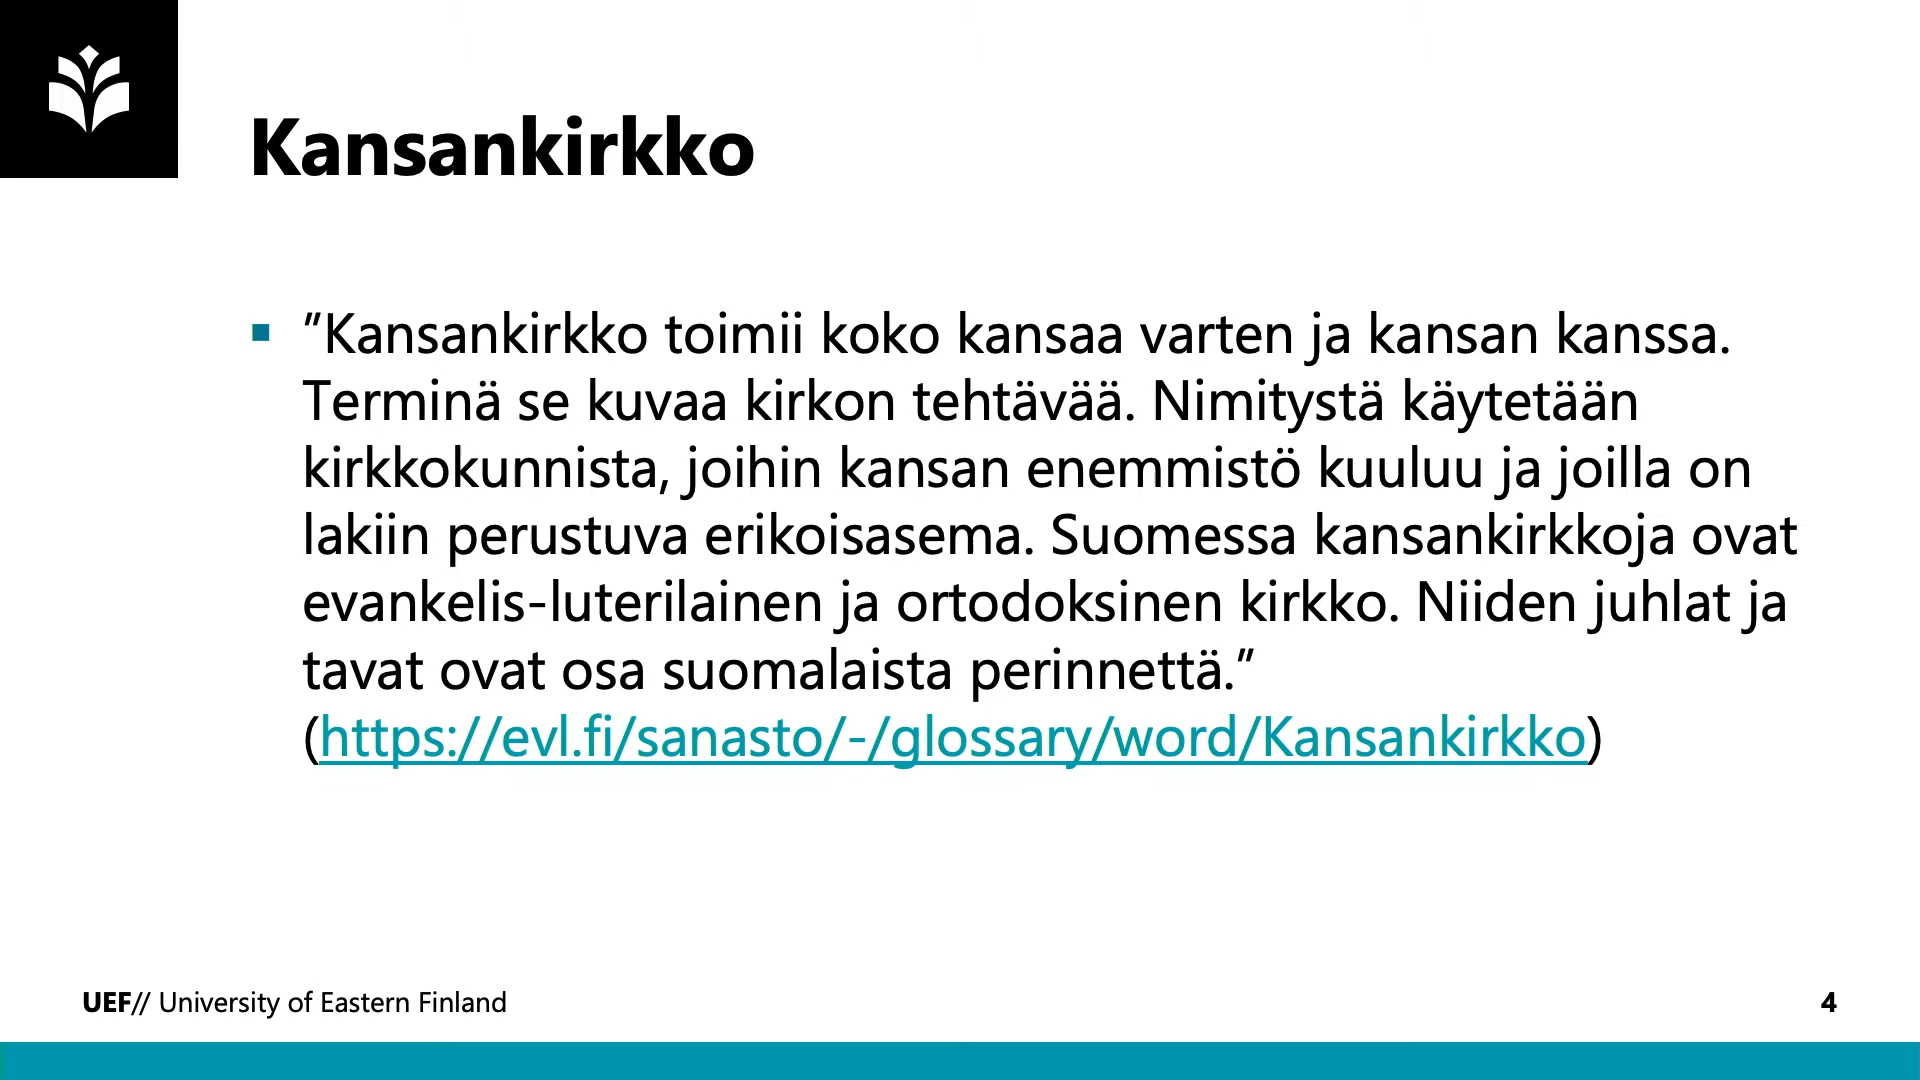 Kansankirkko
▪ ”Kansankirkko toimii koko kansaa varten ja kansan kanssa.
Terminä se kuvaa kirkon tehtävää. Nimitystä käytetään
kirkkokunnista, joihin kansan enemmistö kuuluu ja joilla on
lakiin perustuva erikoisasema. Suomessa kansankirkkoja ovat
evankelis-luterilainen ja ortodoksinen kirkko. Niiden juhlat ja
tavat ovat osa suomalaista perinnettä.”
(https://evl.fi/sanasto/-/glossary/word/Kansankirkko)
UEF// University of Eastern Finland
4